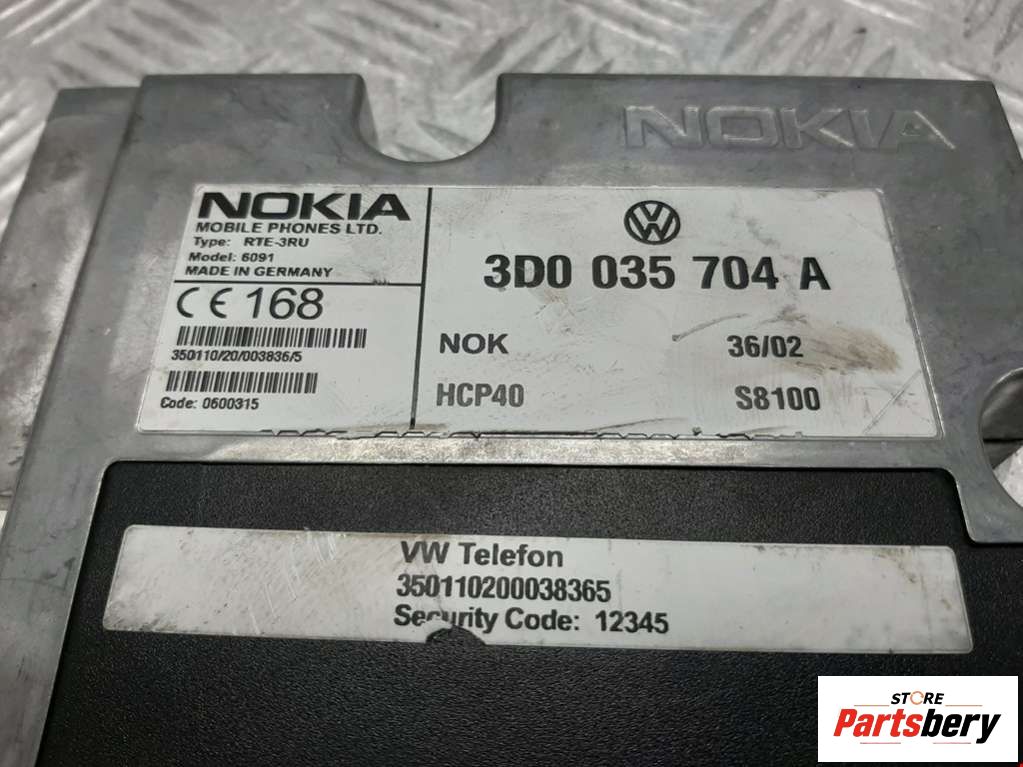 NOKIA
NOKIA
MOBILE PHONES LTD.
Type: RTE-3RU
Model: 6091
MADE IN GERMANY
CE 168
350110/20/003836/5
Code: 0600315
3D0 035 704 A
NOK 36/02
HCP40 S8100
VW Telefon
350110200038365
Security Code: 12345
STORE
Partsbery